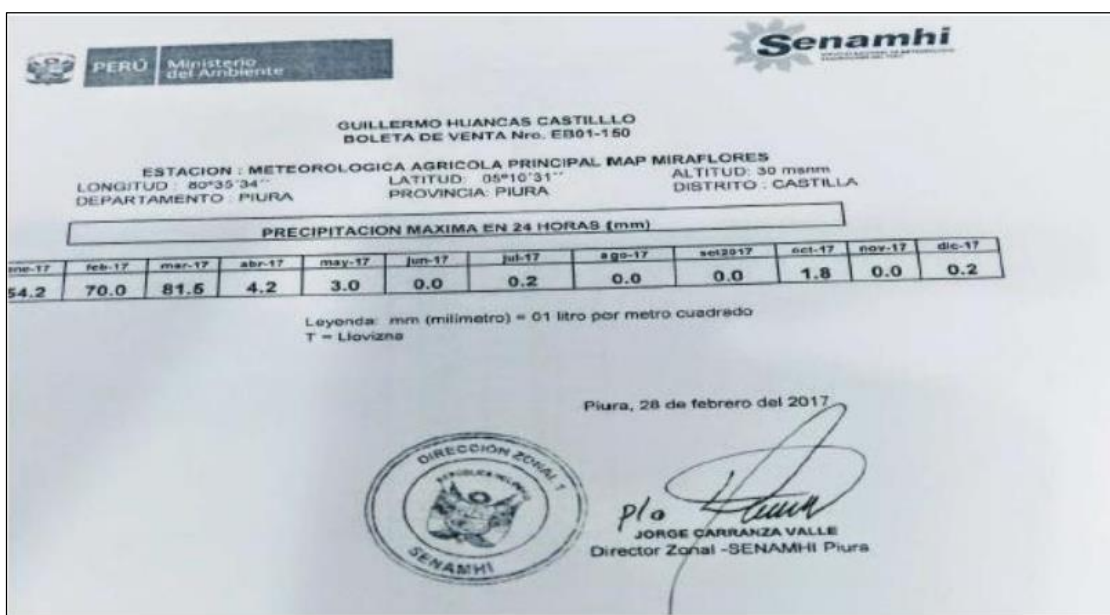 PERÚ Ministerio del Ambiente
Senamhi
GUILLERMO HUANCAS CASTILLLO
BOLETA DE VENTA Nro. EB01-150
ESTACION : METEOROLOGICA AGRICOLA PRINCIPAL MAP MIRAFLORES
LONGITUD : 80°35'34'' LATITUD: 05°10'31'' ALTITUD: 30 msnm
DEPARTAMENTO : PIURA PROVINCIA: PIURA DISTRITO : CASTILLA
PRECIPITACION MAXIMA EN 24 HORAS (mm)
ene-17 feb-17 mar-17 abr-17 may-17 jun-17 jul-17 ago-17 set2017 oct-17 nov-17 dic-17
54.2 70.0 81.5 4.2 3.0 0.0 0.2 0.0 0.0 1.8 0.0 0.2
Leyenda: mm (milimetro) = 01 litro por metro cuadrado
T = Llovizna
Piura, 28 de febrero del 2017
DIRECCIÓN ZONAL 1
SENAMHI
p/o
JORGE CARRANZA VALLE
Director Zonal -SENAMHI Piura